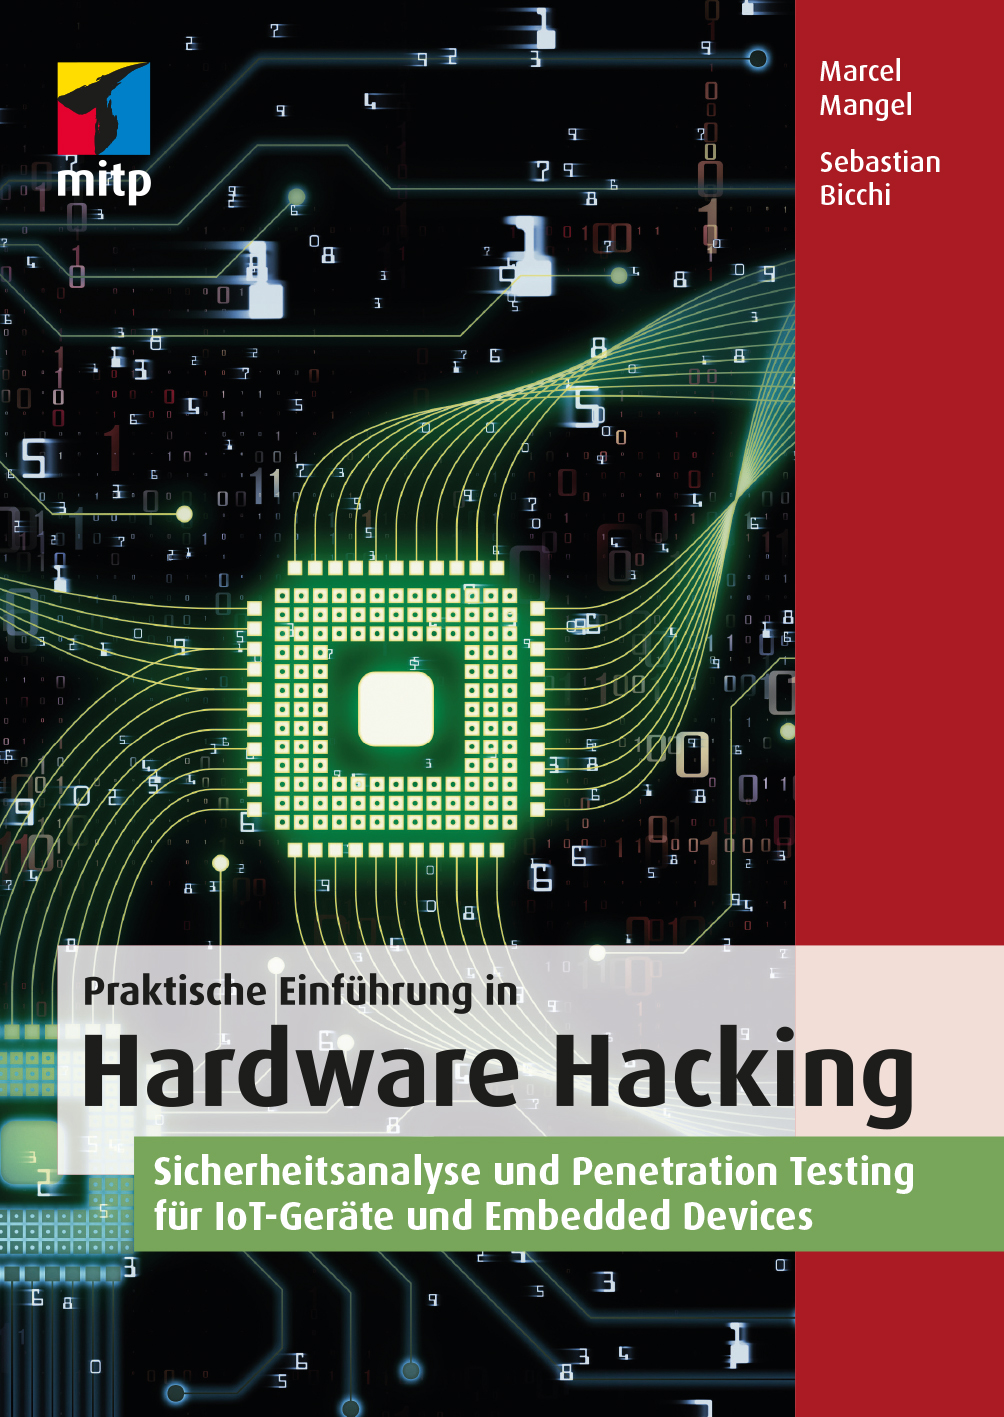 mitp
Marcel
Mangel
Sebastian
Bicchi
Praktische Einführung in
Hardware Hacking
Sicherheitsanalyse und Penetration Testing
für IoT-Geräte und Embedded Devices